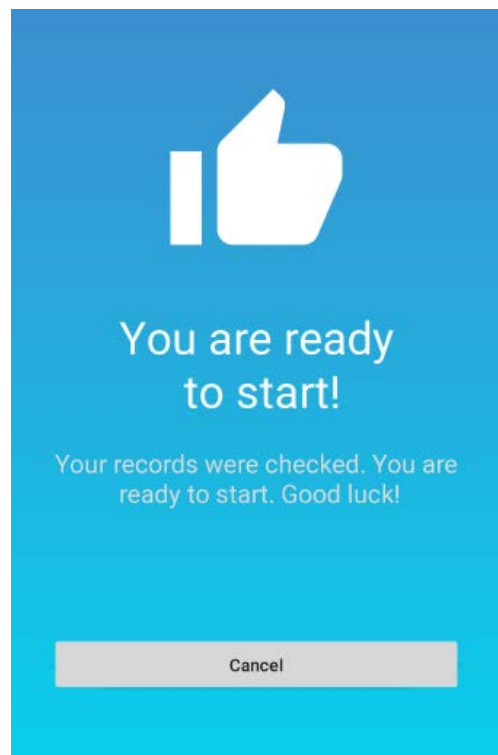 You are ready
to start!
Your records were checked. You are
ready to start. Good luck!
Cancel